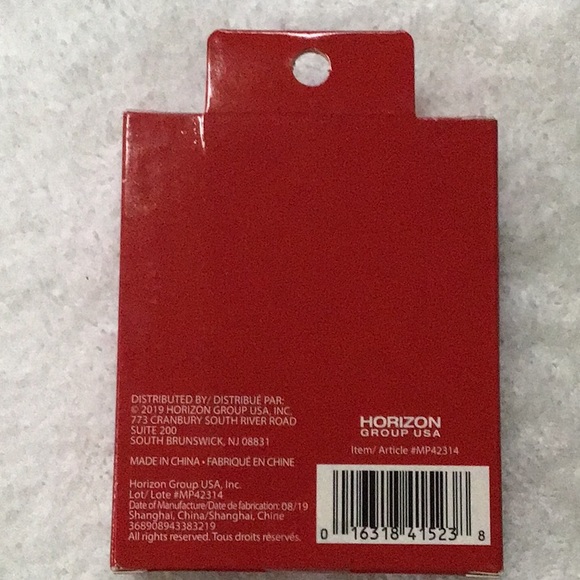 DISTRIBUTED BY/ DISTRIBUÉ PAR:
© 2019 HORIZON GROUP USA, INC.
773 CRANBURY SOUTH RIVER ROAD
SUITE 200
SOUTH BRUNSWICK, NJ 08831
MADE IN CHINA • FABRIQUÉ EN CHINE
Horizon Group USA, Inc.
Lot/ Lote #MP42314
Date of Manufacture/Date de fabrication: 08/19
Shanghai, China/Shanghai, Chine
368908943383219
All rights reserved. Tous droits réservés.
HORIZON
GROUP USA
Item/ Article #MP42314
0 16318 41523 8